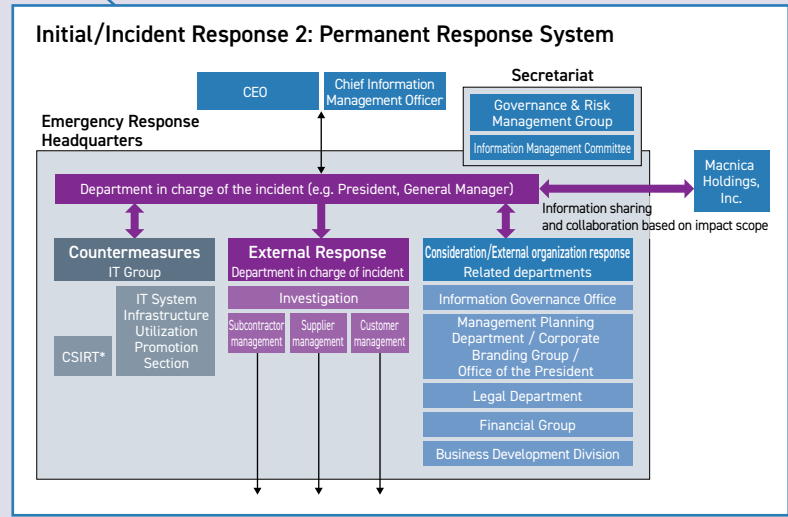 Initial/Incident Response 2: Permanent Response System
CEO
Chief Information
Management Officer
Secretariat
Governance & Risk
Management Group
Information Management Committee
Emergency Response
Headquarters
Department in charge of the incident (e.g. President, General Manager)
Macnica
Holdings,
Inc.
Information sharing
and collaboration based on impact scope
Countermeasures
IT Group
IT System
Infrastructure
Utilization
Promotion
Section
CSIRT*
External Response
Department in charge of incident
Investigation
Subcontractor
management
Supplier
management
Customer
management
Consideration/External organization response
Related departments
Information Governance Office
Management Planning
Department / Corporate
Branding Group /
Office of the President
Legal Department
Financial Group
Business Development Division